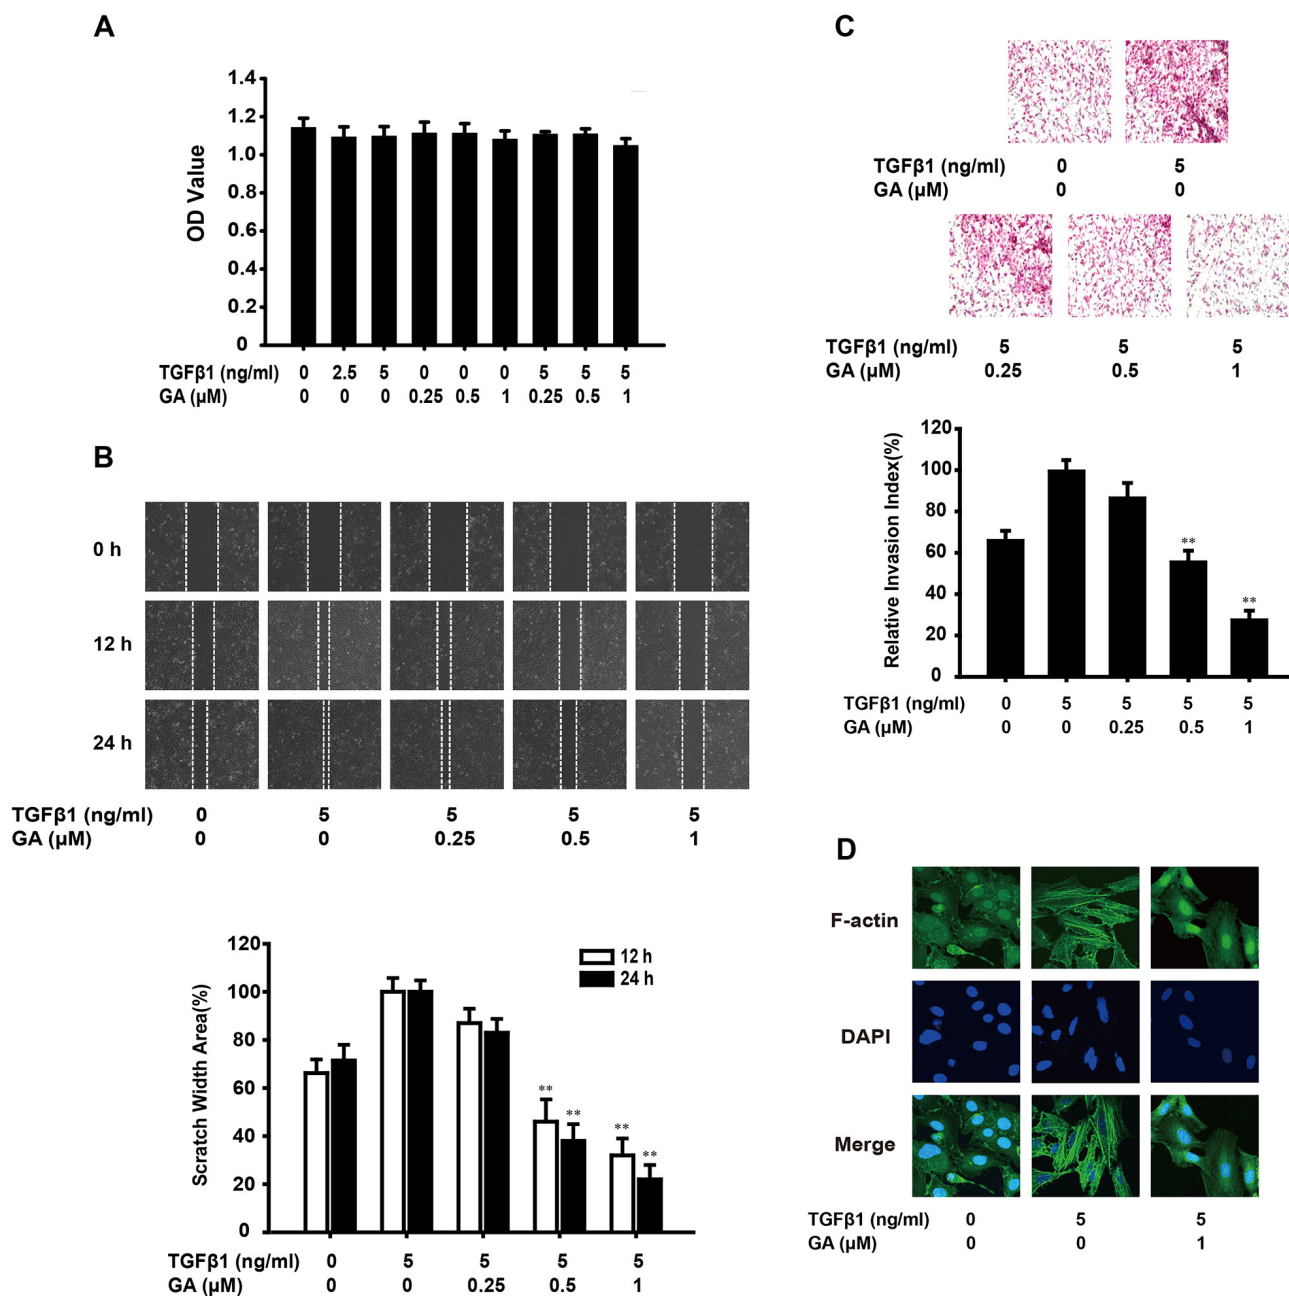 A
1.4
1.2
1.0
0.8
0.6
0.4
0.2
0
OD Value
TGFβ1 (ng/ml) 0 2.5 5 0 0 0 5 5 5
GA (µM) 0 0 0 0.25 0.5 1 0.25 0.5 1
B
0 h
12 h
24 h
TGFβ1 (ng/ml) 0 5 5 5 5
GA (µM) 0 0 0.25 0.5 1
120
100
80
60
40
20
0
Scratch Width Area(%)
12 h
24 h
** ** ** **
TGFβ1 (ng/ml) 0 5 5 5 5
GA (µM) 0 0 0.25 0.5 1
C
TGFβ1 (ng/ml) 0 5
GA (µM) 0 0
TGFβ1 (ng/ml) 5 5 5
GA (µM) 0.25 0.5 1
120
100
80
60
40
20
0
Relative Invasion Index(%)
** **
TGFβ1 (ng/ml) 0 5 5 5 5
GA (µM) 0 0 0.25 0.5 1
D
F-actin
DAPI
Merge
TGFβ1 (ng/ml) 0 5 5
GA (µM) 0 0 1